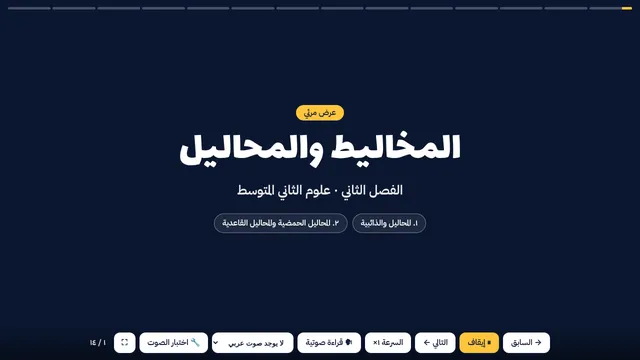 عرض مرئي
المخاليط والمحاليل
الفصل الثاني · علوم الثاني المتوسط
١. المحاليل والذائبية
٢. المحاليل الحمضية والمحاليل القاعدية
→ السابق
⏸ إيقاف
الثاني ←
السرعة ١×
🗣 قراءة صوتية
لا يوجد صوت عربي
🔧 اختبار الصوت
١ / ١٤